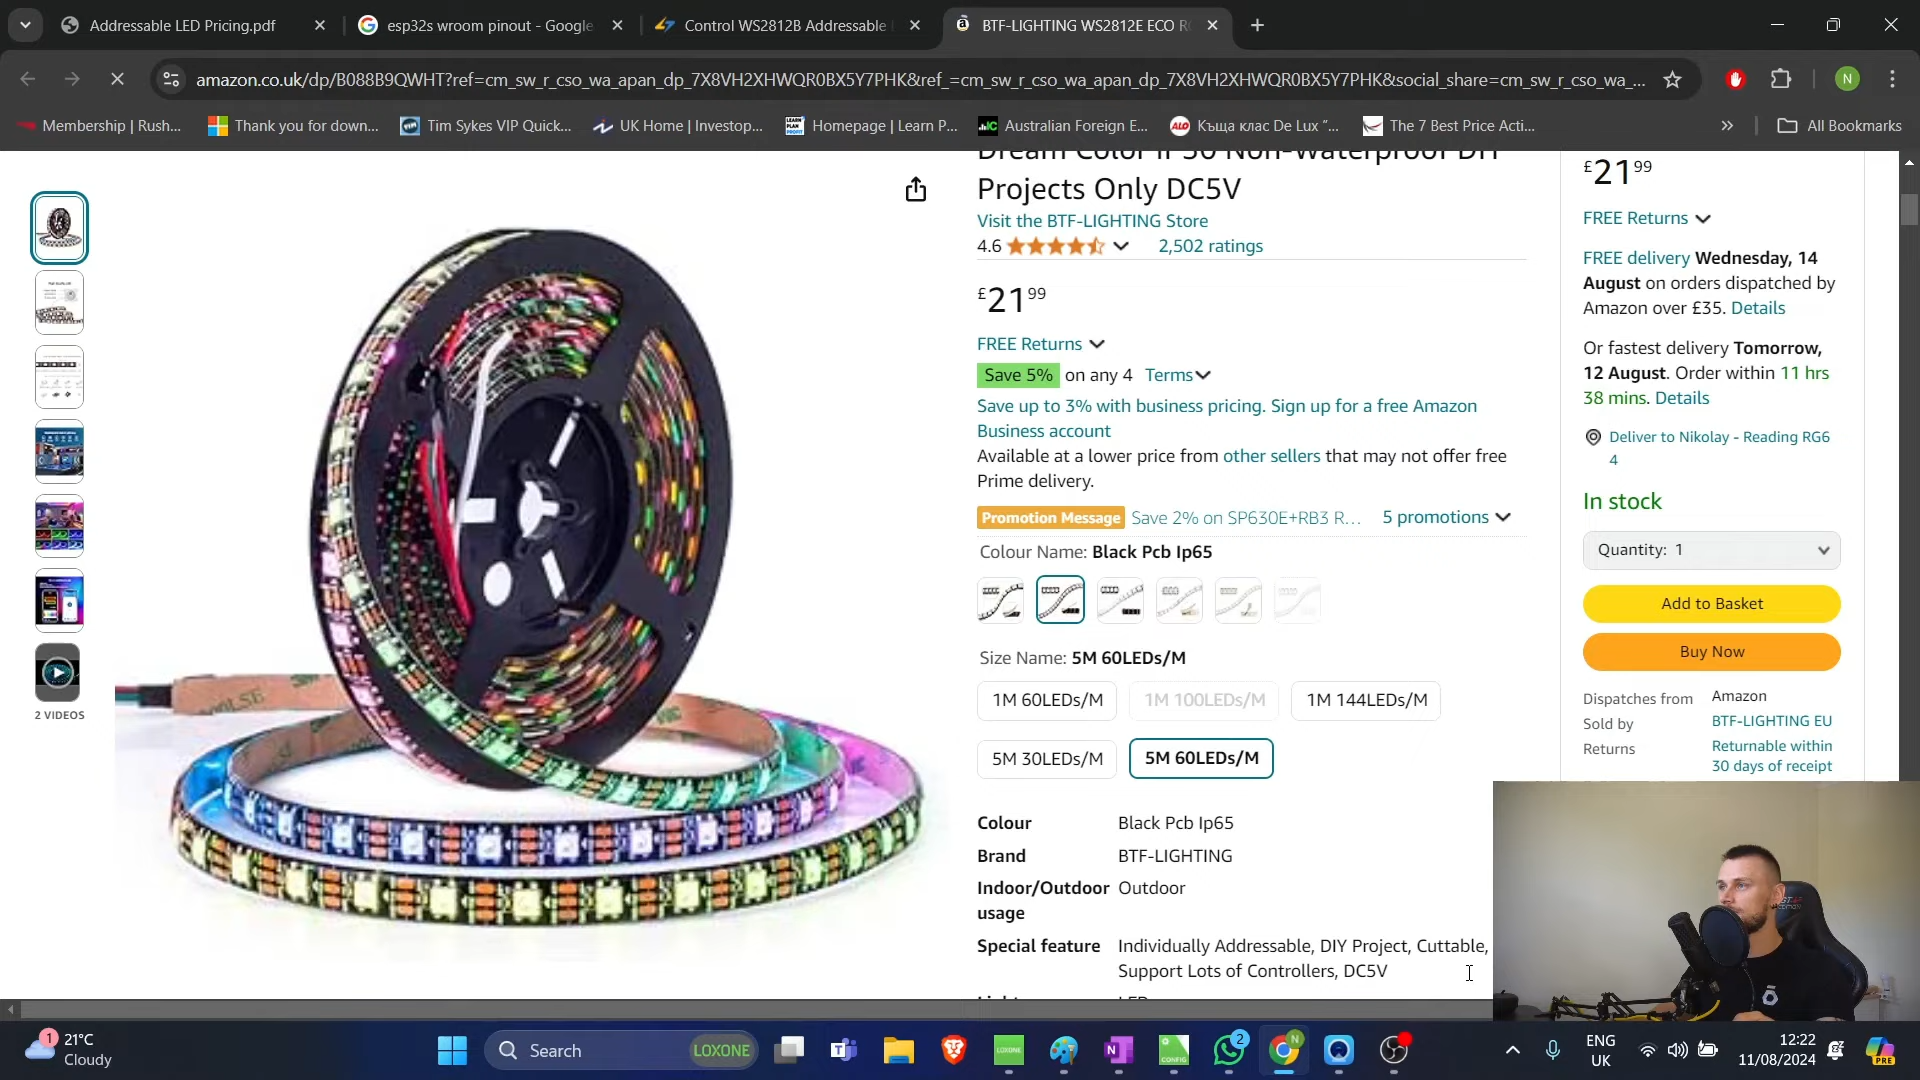 Addressable LED Pricing.pdf
esp32s wroom pinout - Google
Control WS2812B Addressable
BTF-LIGHTING WS2812E ECO R
amazon.co.uk/dp/B088B9QWHT?ref=cm_sw_r_cso_wa_apan_dp_7X8VH2XHWQR0BX5Y7PHK&ref_=cm_sw_r_cso_wa_apan_dp_7X8VH2XHWQR0BX5Y7PHK&social_share=cm_sw_r_cso_wa_...
N
Membership | Rush...
Thank you for down...
Tim Sykes VIP Quick...
UK Home | Investop...
Homepage | Learn P...
Australian Foreign E...
Къща клас De Lux “...
The 7 Best Price Acti...
All Bookmarks
2 VIDEOS
Dream Color IP30 Non-Waterproof DIY
Projects Only DC5V
Visit the BTF-LIGHTING Store
4.6 2,502 ratings
£21 99
FREE Returns
Save 5% on any 4 Terms
Save up to 3% with business pricing. Sign up for a free Amazon
Business account
Available at a lower price from other sellers that may not offer free
Prime delivery.
Promotion Message Save 2% on SP630E+RB3 R... 5 promotions
Colour Name: Black Pcb Ip65
Size Name: 5M 60LEDs/M
1M 60LEDs/M 1M 100LEDs/M 1M 144LEDs/M
5M 30LEDs/M 5M 60LEDs/M
Colour Black Pcb Ip65
Brand BTF-LIGHTING
Indoor/Outdoor Outdoor
usage
Special feature Individually Addressable, DIY Project, Cuttable,
Support Lots of Controllers, DC5V
£21 99
FREE Returns
FREE delivery Wednesday, 14
August on orders dispatched by
Amazon over £35. Details
Or fastest delivery Tomorrow,
12 August. Order within 11 hrs
38 mins. Details
Deliver to Nikolay - Reading RG6
4
In stock
Quantity: 1
Add to Basket
Buy Now
Dispatches from Amazon
Sold by BTF-LIGHTING EU
Returns Returnable within
30 days of receipt
1
21°C
Cloudy
Search
LOXONE
LOXONE
CONFIG
2
N
ENG
UK
12:22
11/08/2024
PRE